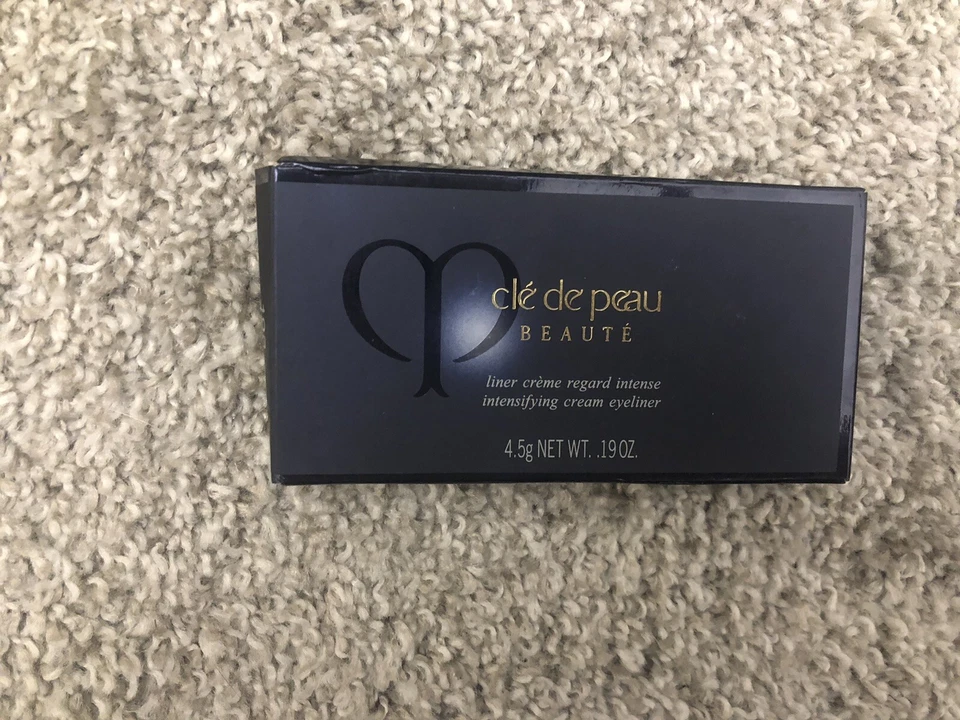 clé de peau
BEAUTÉ
liner crème regard intense
intensifying cream eyeliner
4.5g NET WT. .19 OZ.